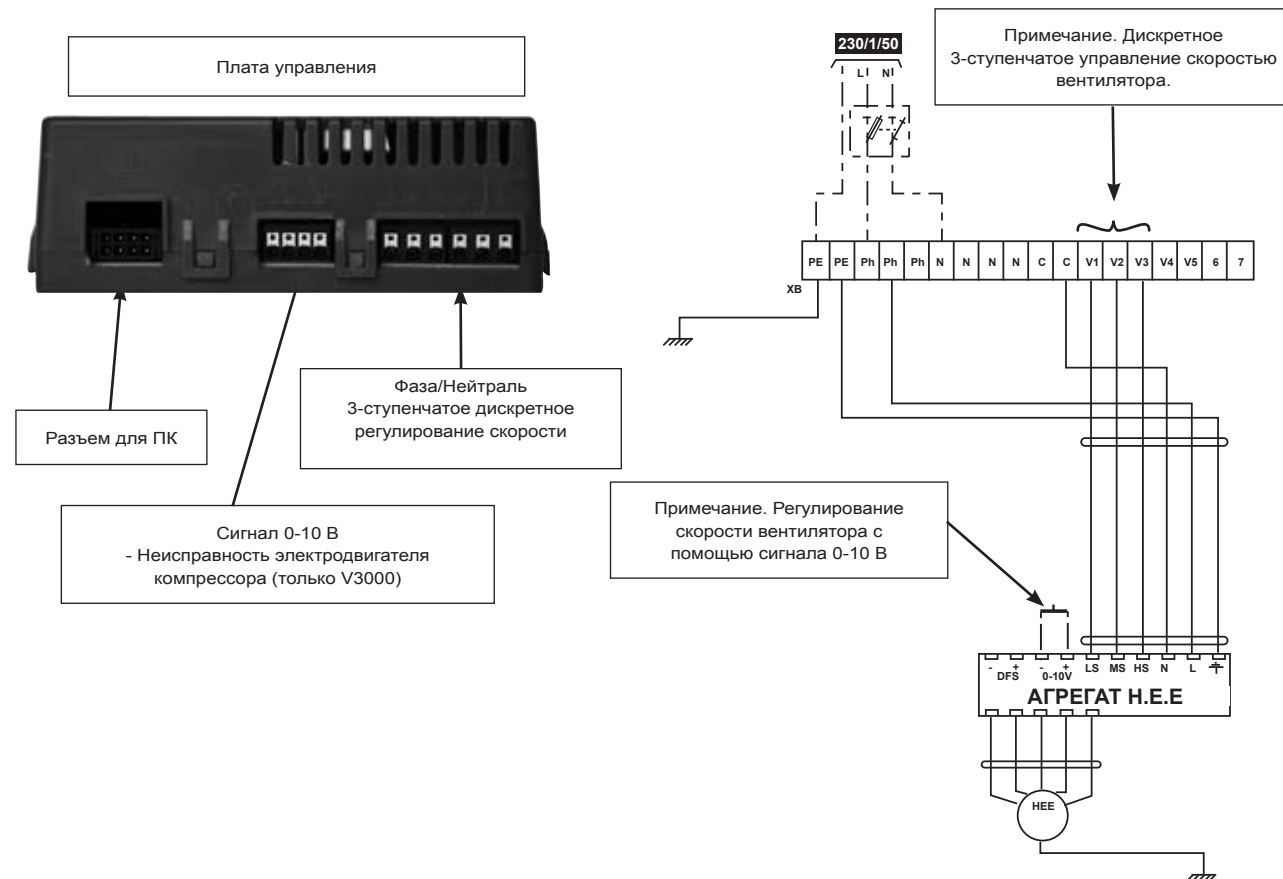 Плата управления
Разъем для ПК
Сигнал 0-10 В
- Неисправность электродвигателя
компрессора (только V3000)
Фаза/Нейтраль
3-ступенчатое дискретное
регулирование скорости
230/1/50
L N
Примечание. Дискретное
3-ступенчатое управление скоростью
вентилятора.
PE PE Ph Ph Ph N N N N C C V1 V2 V3 V4 V5 6 7
XB
Примечание. Регулирование
скорости вентилятора с
помощью сигнала 0-10 В
- + - + LS MS HS N L
DFS 0-10V
АГРЕГАТ H.E.E
HEE